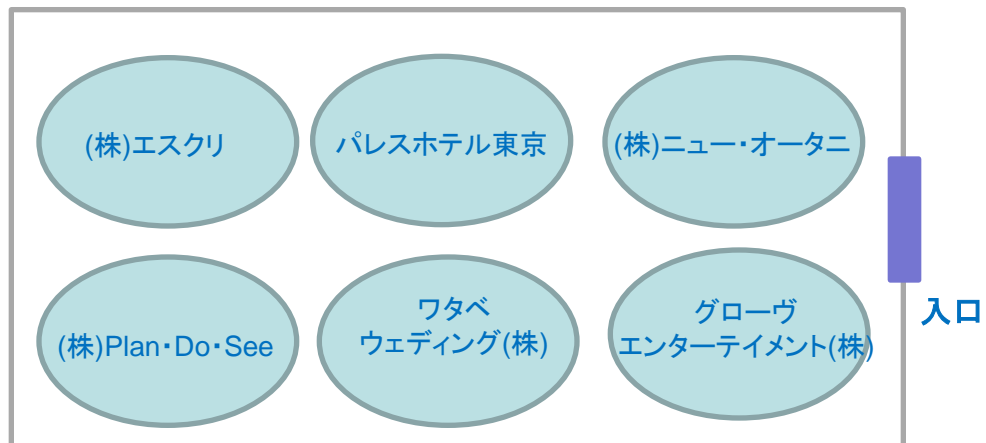 (株)エスクリ
パレスホテル東京
(株)ニュー・オータニ
(株)Plan・Do・See
ワタベ
ウェディング(株)
グローヴ
エンターテイメント(株)
入口